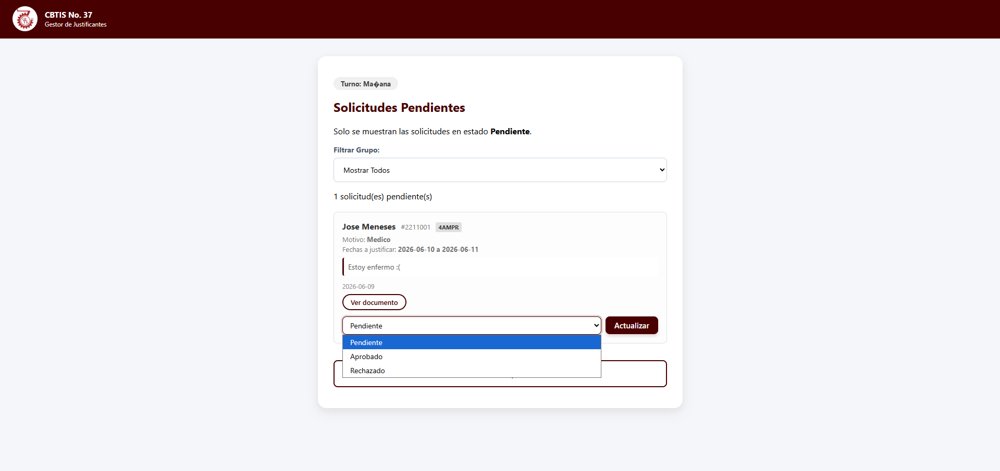 CBTIS No. 37
Gestor de Justificantes
Turno: Ma�ana
Solicitudes Pendientes
Solo se muestran las solicitudes en estado Pendiente.
Filtrar Grupo:
Mostrar Todos
1 solicitud(es) pendiente(s)
Jose Meneses #2211001 4AMPR
Motivo: Medico
Fechas a justificar: 2026-06-10 a 2026-06-11
Estoy enfermo :(
2026-06-09
Ver documento
Pendiente Actualizar
Pendiente
Aprobado
Rechazado